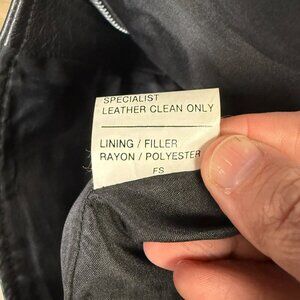 SPECIALIST
LEATHER CLEAN ONLY
LINING / FILLER
RAYON / POLYESTER
FS